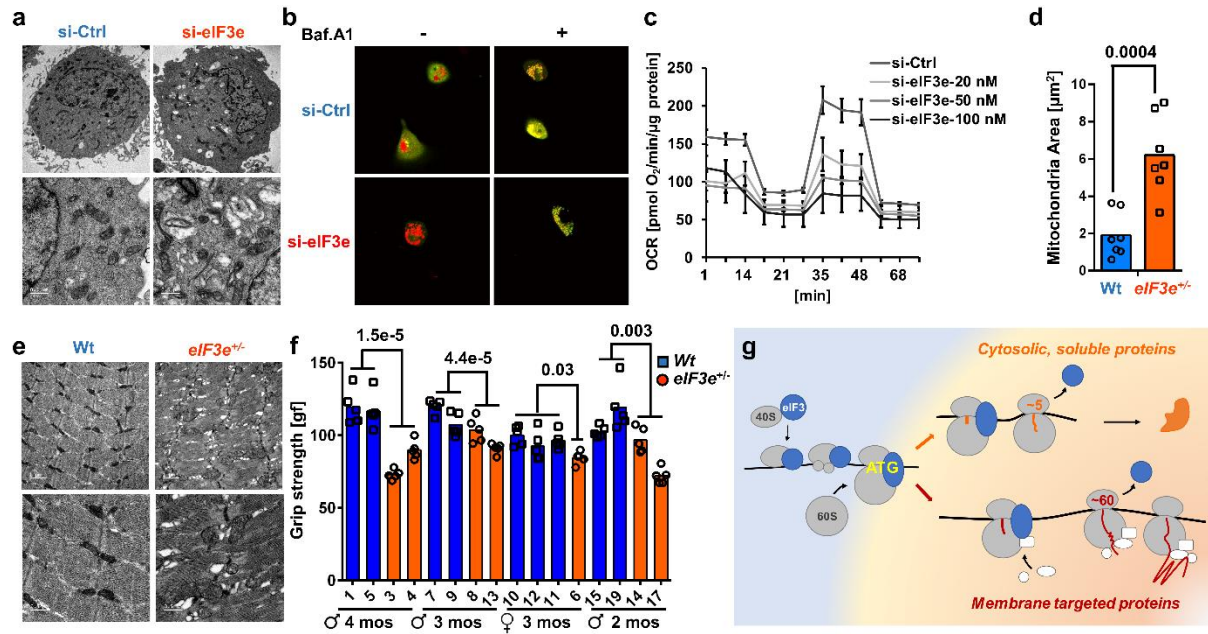 a
si-Ctrl si-eIF3e
b
Baf.A1 - +
si-Ctrl
si-eIF3e
c
si-Ctrl
si-eIF3e-20 nM
si-eIF3e-50 nM
si-eIF3e-100 nM
OCR [pmol O₂/min/µg protein]
250
200
150
100
50
0
1 14 21 35 48 68
[min]
d
0.0004
Mitochondria Area [µm²]
10
8
6
4
2
0
Wt eIF3e+/-
e
Wt eIF3e+/-
f
1.5e-5
4.4e-5
0.03
0.003
Wt
eIF3e+/-
Grip strength [gf]
150
100
50
0
1 5 3 4 7 9 8 13 10 12 11 6 15 19 14 17
♂ 4 mos ♂ 3 mos ♀ 3 mos ♂ 2 mos
g
Cytosolic, soluble proteins
40S
eIF3
~5
ATG
60S
~60
Membrane targeted proteins